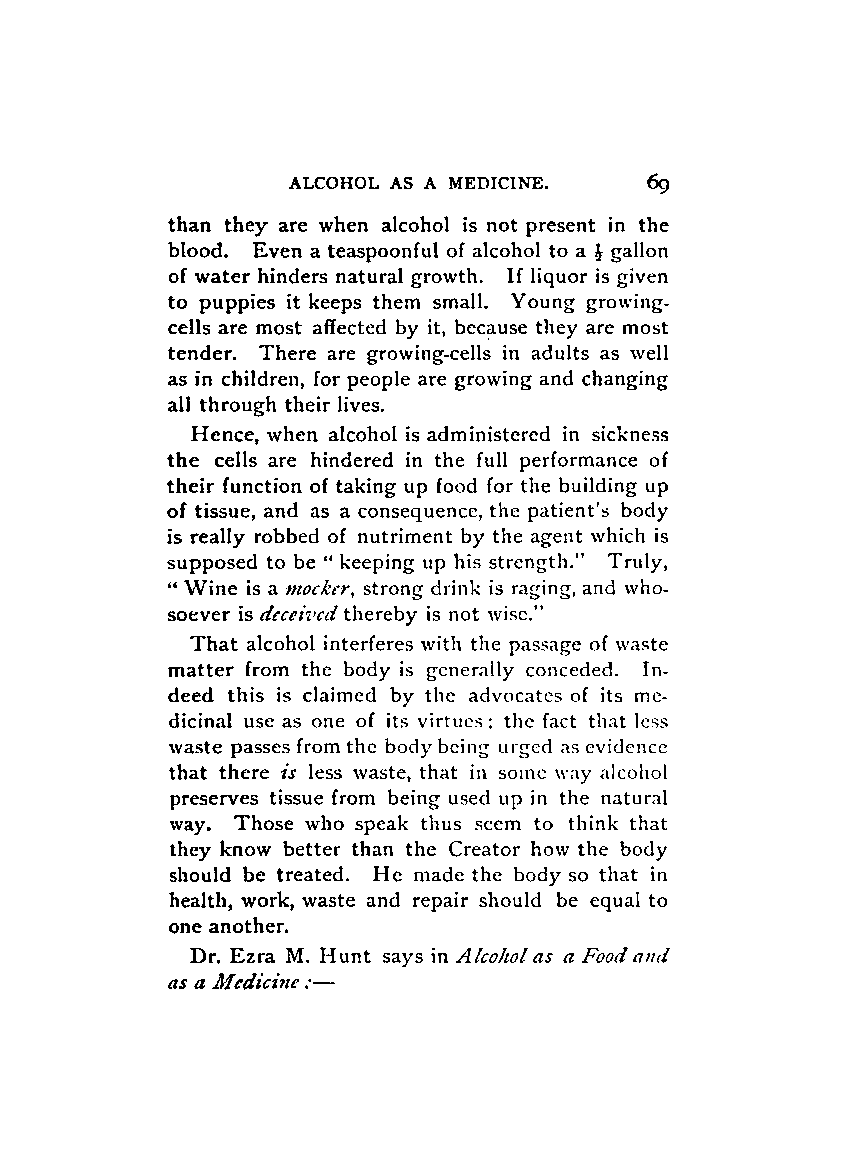 ALCOHOL AS A MEDICINE. 69
than they are when alcohol is not present in the
blood. Even a teaspoonful of alcohol to a ½ gallon
of water hinders natural growth. If liquor is given
to puppies it keeps them small. Young growing-
cells are most affected by it, because they are most
tender. There are growing-cells in adults as well
as in children, for people are growing and changing
all through their lives.
Hence, when alcohol is administered in sickness
the cells are hindered in the full performance of
their function of taking up food for the building up
of tissue, and as a consequence, the patient's body
is really robbed of nutriment by the agent which is
supposed to be “ keeping up his strength.” Truly,
“ Wine is a mocker, strong drink is raging, and who-
soever is deceived thereby is not wise.”
That alcohol interferes with the passage of waste
matter from the body is generally conceded. In-
deed this is claimed by the advocates of its me-
dicinal use as one of its virtues; the fact that less
waste passes from the body being urged as evidence
that there is less waste, that in some way alcohol
preserves tissue from being used up in the natural
way. Those who speak thus seem to think that
they know better than the Creator how the body
should be treated. He made the body so that in
health, work, waste and repair should be equal to
one another.
Dr. Ezra M. Hunt says in Alcohol as a Food and
as a Medicine :—